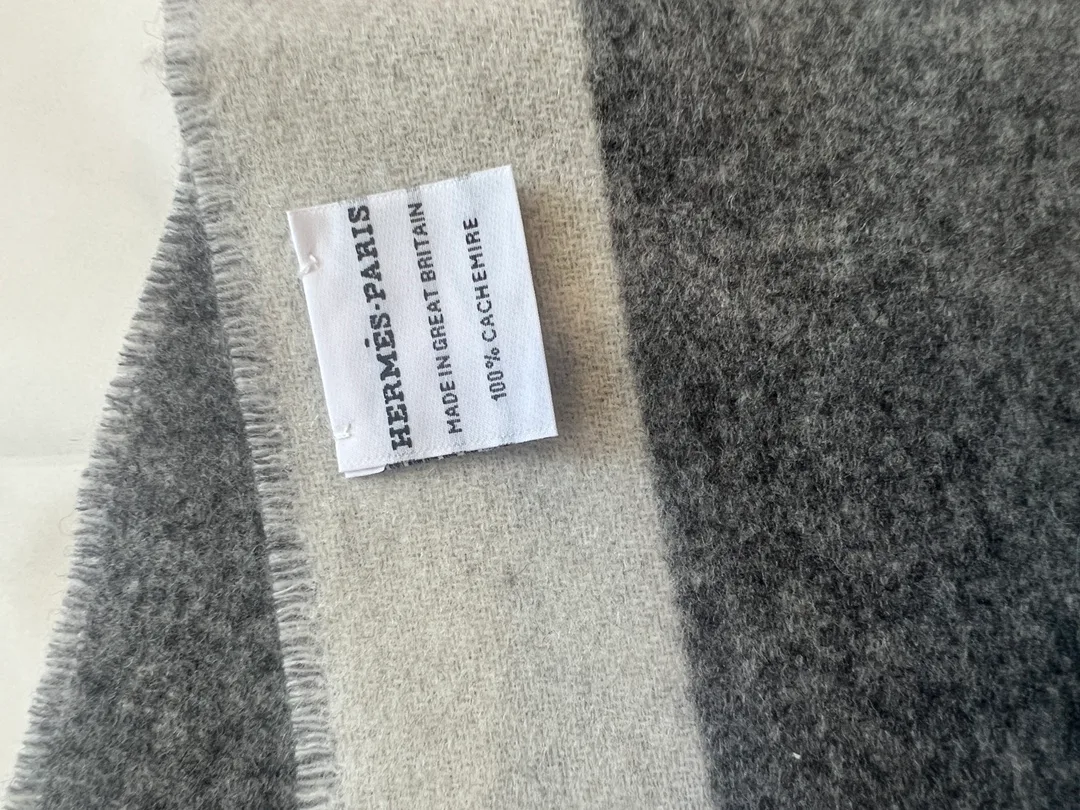 HERMÈS·PARIS
MADE IN GREAT BRITAIN
100% CACHEMIRE